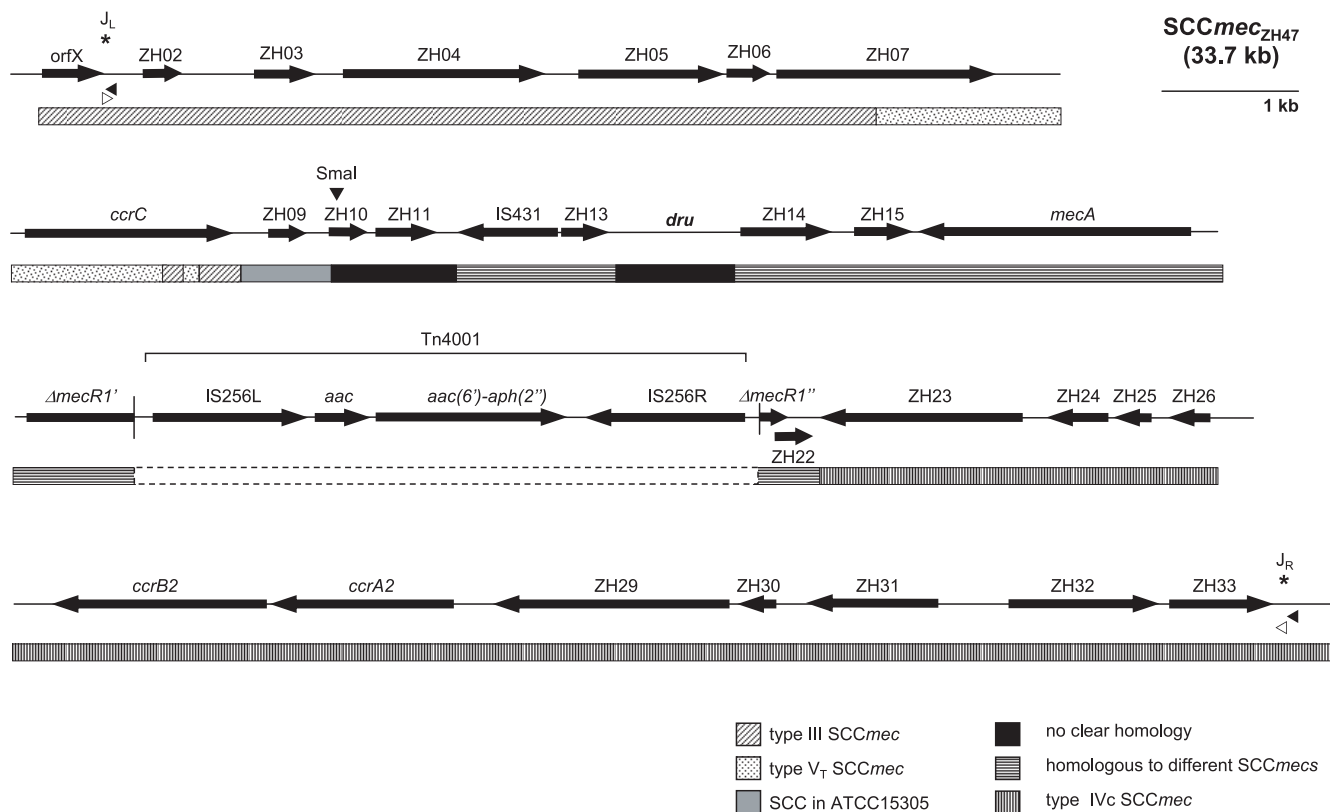 J_L
*
SCCmec_ZH47
(33.7 kb)
1 kb
orfX ZH02 ZH03 ZH04 ZH05 ZH06 ZH07
SmaI
ccrC ZH09 ZH10 ZH11 IS431 ZH13 dru ZH14 ZH15 mecA
Tn4001
ΔmecR1' IS256L aac aac(6')-aph(2'') IS256R ΔmecR1'' ZH23 ZH24 ZH25 ZH26
ZH22
J_R
*
ccrB2 ccrA2 ZH29 ZH30 ZH31 ZH32 ZH33
type III SCCmec
no clear homology
type V_T SCCmec
homologous to different SCCmecs
SCC in ATCC15305
type IVc SCCmec